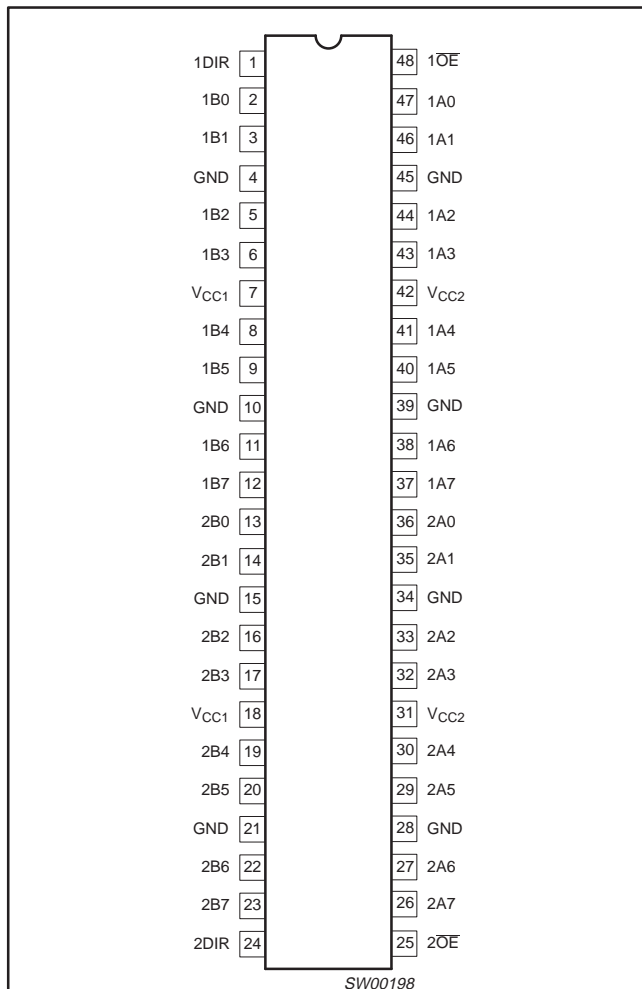 1DIR 1 48 1O̅E̅
1B0 2 47 1A0
1B1 3 46 1A1
GND 4 45 GND
1B2 5 44 1A2
1B3 6 43 1A3
VCC1 7 42 VCC2
1B4 8 41 1A4
1B5 9 40 1A5
GND 10 39 GND
1B6 11 38 1A6
1B7 12 37 1A7
2B0 13 36 2A0
2B1 14 35 2A1
GND 15 34 GND
2B2 16 33 2A2
2B3 17 32 2A3
VCC1 18 31 VCC2
2B4 19 30 2A4
2B5 20 29 2A5
GND 21 28 GND
2B6 22 27 2A6
2B7 23 26 2A7
2DIR 24 25 2O̅E̅
SW00198